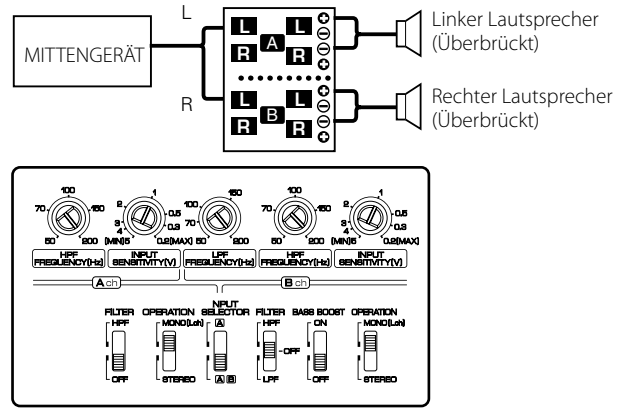 L
MITTENGERÄT
R
L L ⊕
A ⊖
R R ⊖
⊕
L L ⊕
B ⊖
R R ⊖
⊕
Linker Lautsprecher
(Überbrückt)
Rechter Lautsprecher
(Überbrückt)
100 1 150 100 1
70 150 2 0.5 100 70 150 2 0.5
3 0.3 70 3 0.3
4 4
50 200 (MIN)5 0.2(MAX) 50 200 50 200 (MIN)5 0.2(MAX)
HPF FREQUENCY(Hz)
INPUT SENSITIVITY(V)
LPF FREQUENCY(Hz)
HPF FREQUENCY(Hz)
INPUT SENSITIVITY(V)
A ch
B ch
FILTER
HPF
OFF
OPERATION
MONO(Lch)
STEREO
INPUT SELECTOR
A
A B
FILTER
HPF
OFF
LPF
BASS BOOST
ON
OFF
OPERATION
MONO(Lch)
STEREO